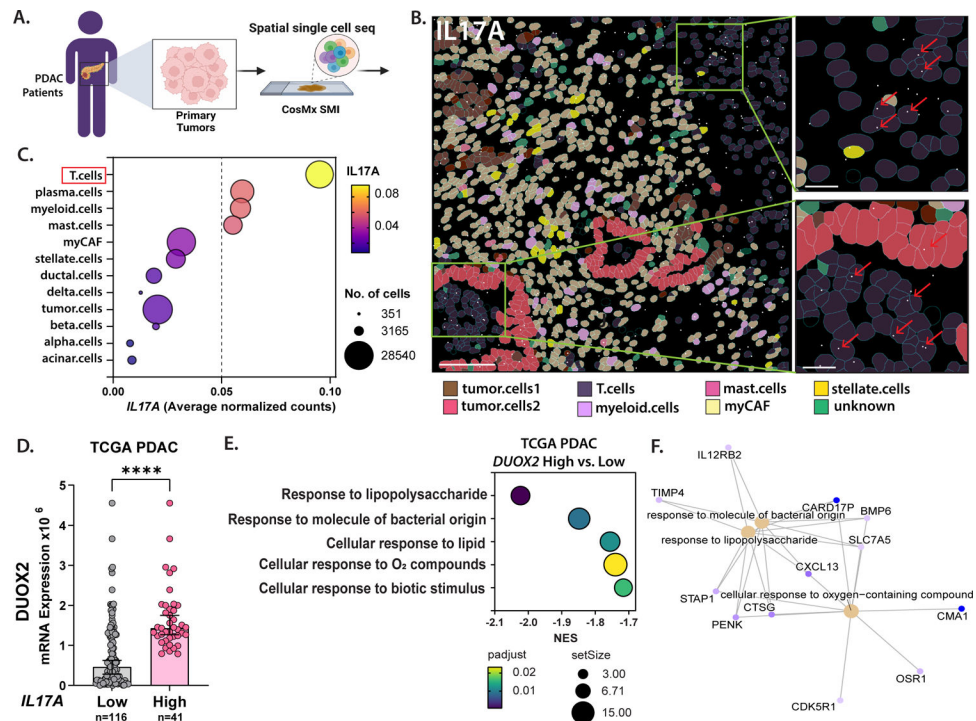 A.
PDAC
Patients
Primary
Tumors
Spatial single cell seq
CosMx SMI
B.
IL17A
tumor.cells1
T.cells
mast.cells
stellate.cells
tumor.cells2
myeloid.cells
myCAF
unknown
C.
T.cells
plasma.cells
myeloid.cells
mast.cells
myCAF
stellate.cells
ductal.cells
delta.cells
tumor.cells
beta.cells
alpha.cells
acinar.cells
0.00
0.05
0.10
IL17A (Average normalized counts)
IL17A
0.08
0.04
No. of cells
351
3165
28540
D.
TCGA PDAC
****
DUOX2
mRNA Expression x10 6
5
4
3
2
1
0
IL17A
Low
High
n=116
n=41
E.
TCGA PDAC
DUOX2 High vs. Low
Response to lipopolysaccharide
Response to molecule of bacterial origin
Cellular response to lipid
Cellular response to O₂ compounds
Cellular response to biotic stimulus
-2.1
-2.0
-1.9
-1.8
-1.7
NES
padjust
0.02
0.01
setSize
3.00
6.71
15.00
F.
IL12RB2
TIMP4
CARD17P
response to molecule of bacterial origin
BMP6
response to lipopolysaccharide
SLC7A5
CXCL13
cellular response to oxygen-containing compound
STAP1
CTSG
PENK
CMA1
OSR1
CDK5R1